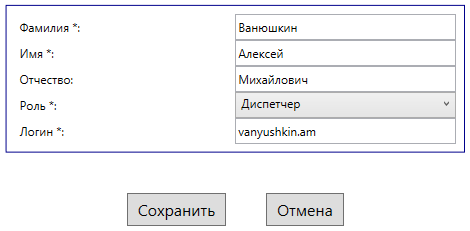 Фамилия *: Ванюшкин
Имя *: Алексей
Отчество: Михайлович
Роль *: Диспетчер
Логин *: vanyushkin.am
Сохранить Отмена